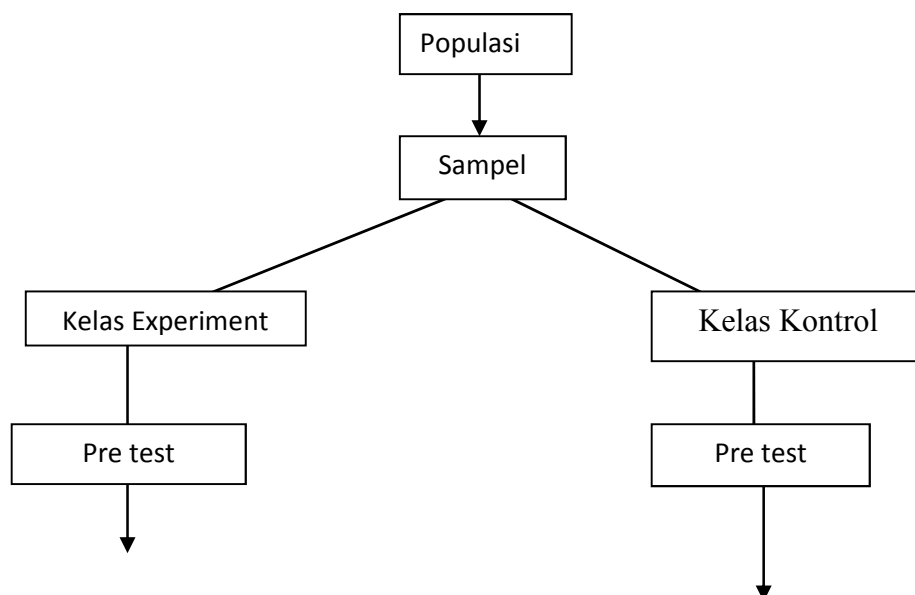 Populasi
Sampel
Kelas Experiment
Kelas Kontrol
Pre test
Pre test